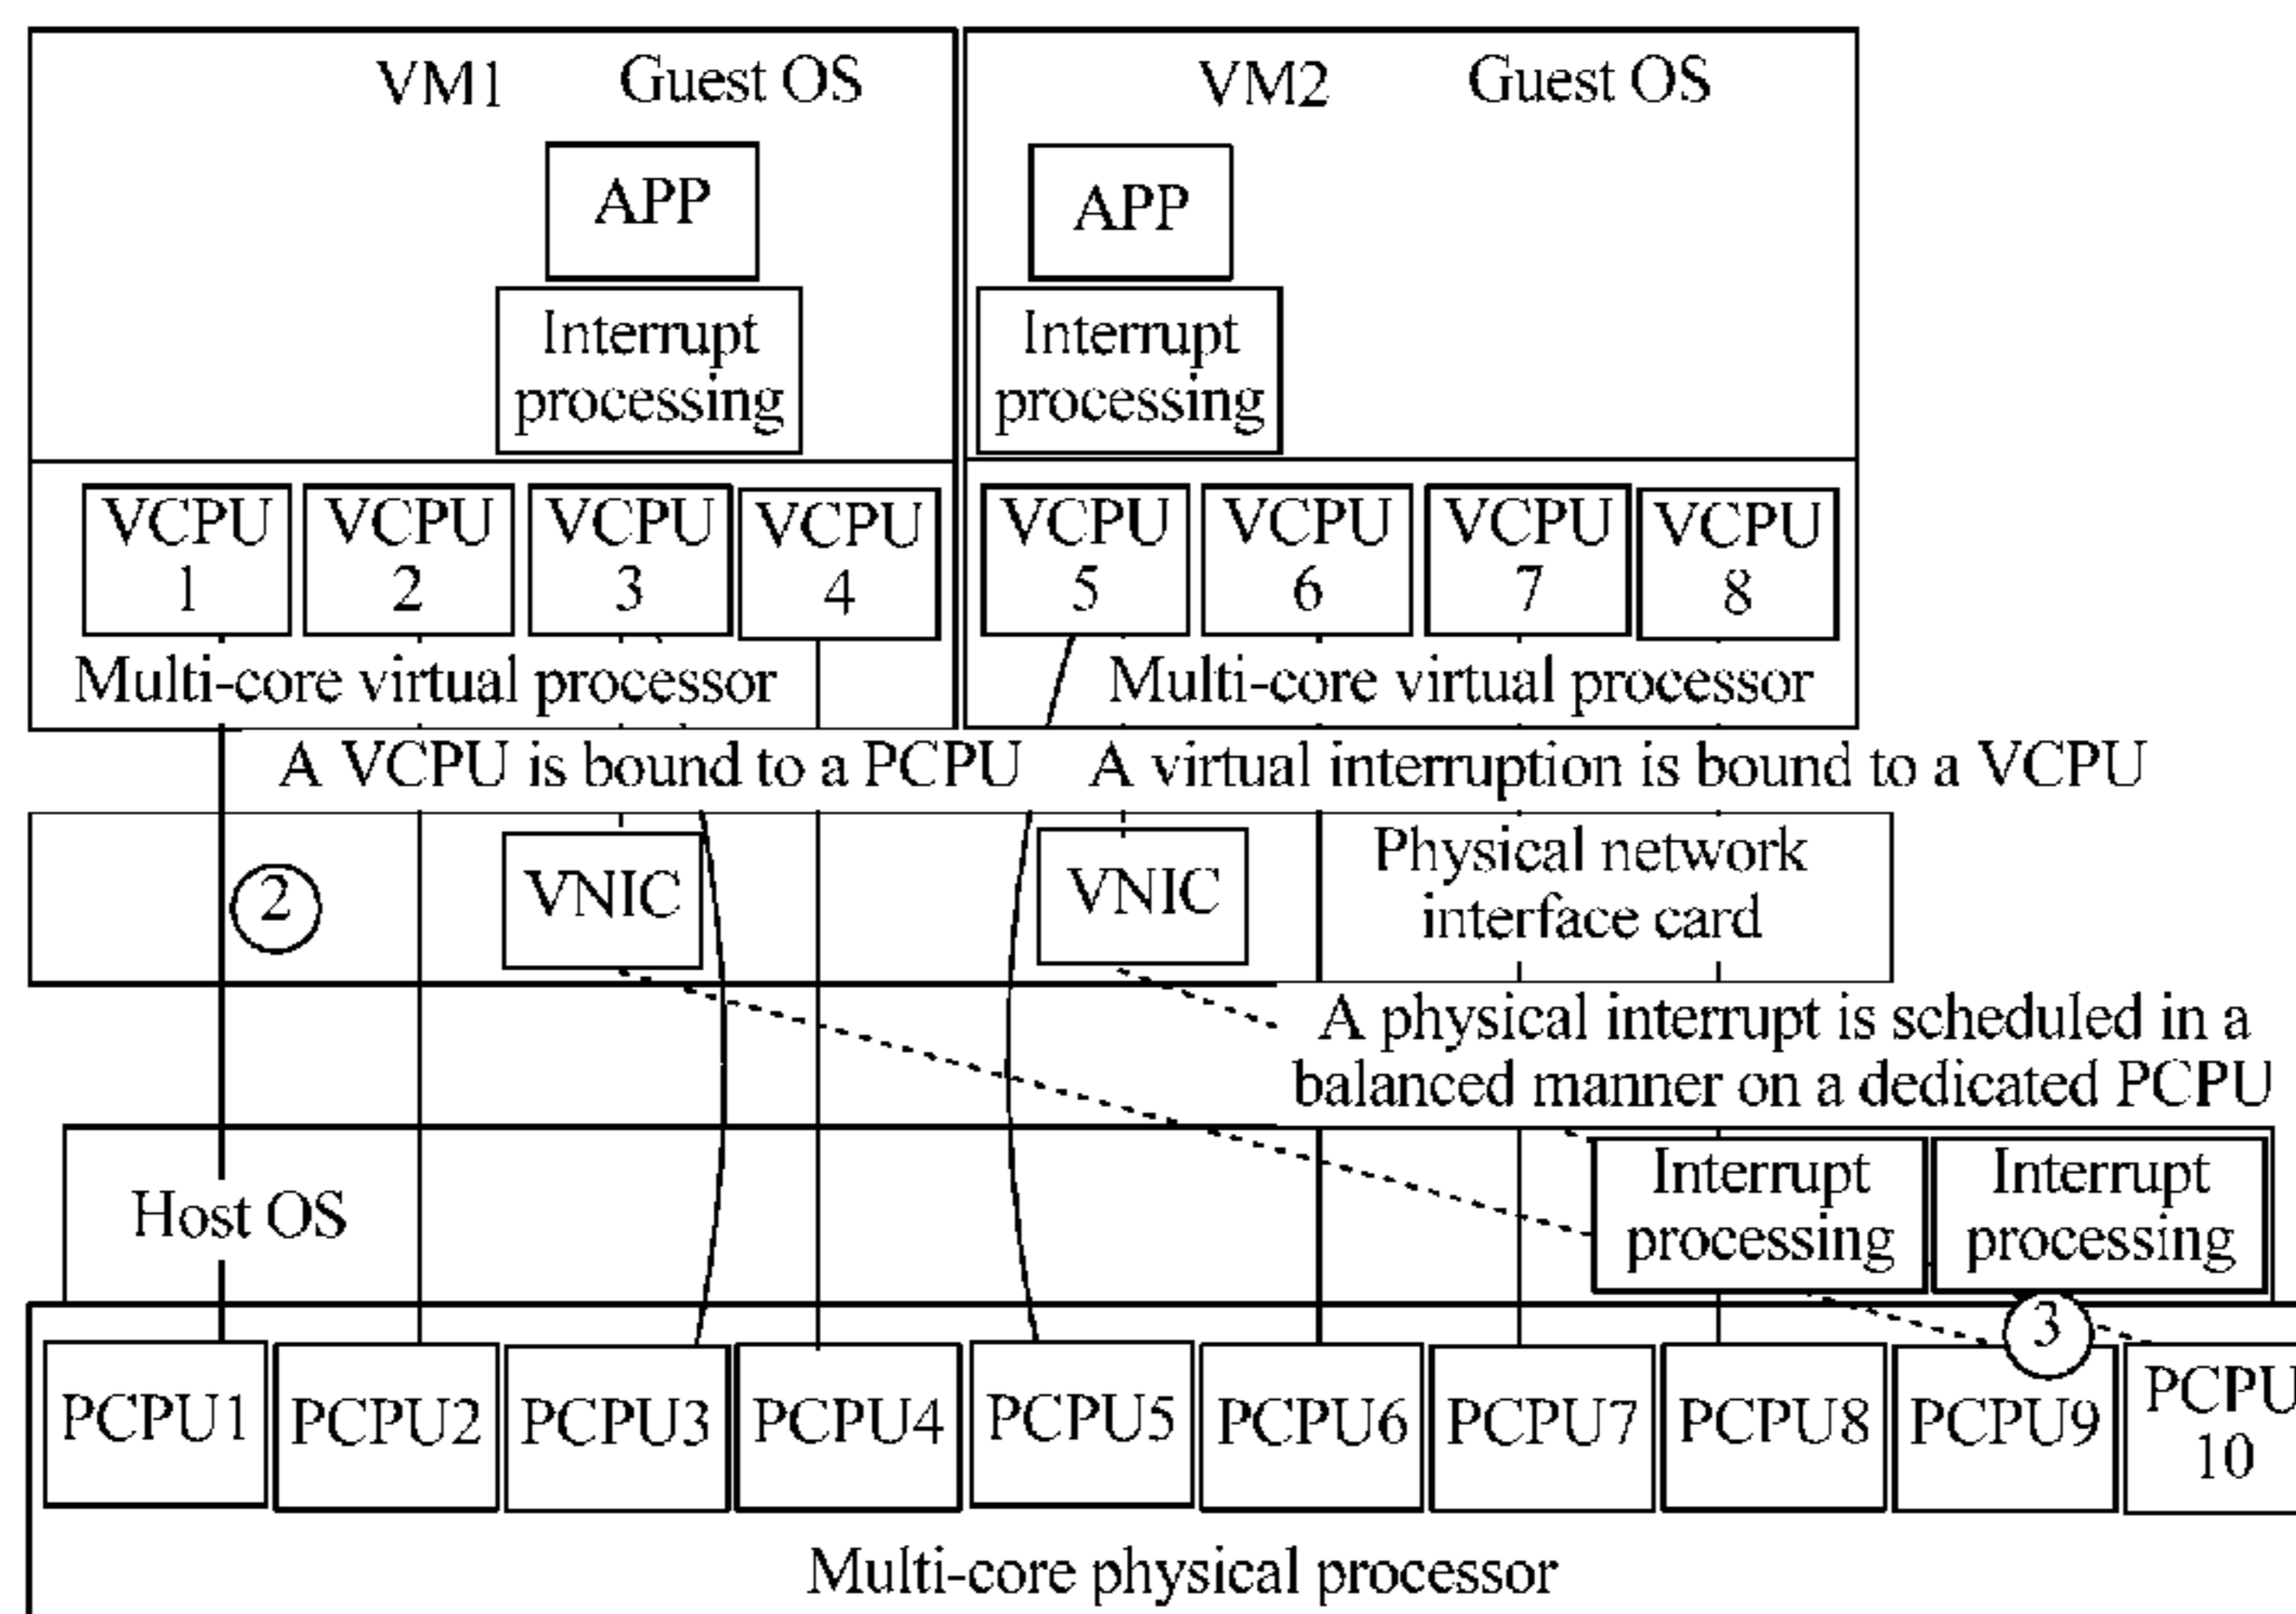 VM1 Guest OS
VM2 Guest OS
APP
APP
Interrupt
processing
Interrupt
processing
VCPU
1
VCPU
2
VCPU
3
VCPU
4
VCPU
5
VCPU
6
VCPU
7
VCPU
8
Multi-core virtual processor
Multi-core virtual processor
A VCPU is bound to a PCPU
A virtual interruption is bound to a VCPU
2
VNIC
VNIC
Physical network
interface card
A physical interrupt is scheduled in a
balanced manner on a dedicated PCPU
Host OS
Interrupt
processing
Interrupt
processing
3
PCPU1
PCPU2
PCPU3
PCPU4
PCPU5
PCPU6
PCPU7
PCPU8
PCPU9
PCPU
10
Multi-core physical processor